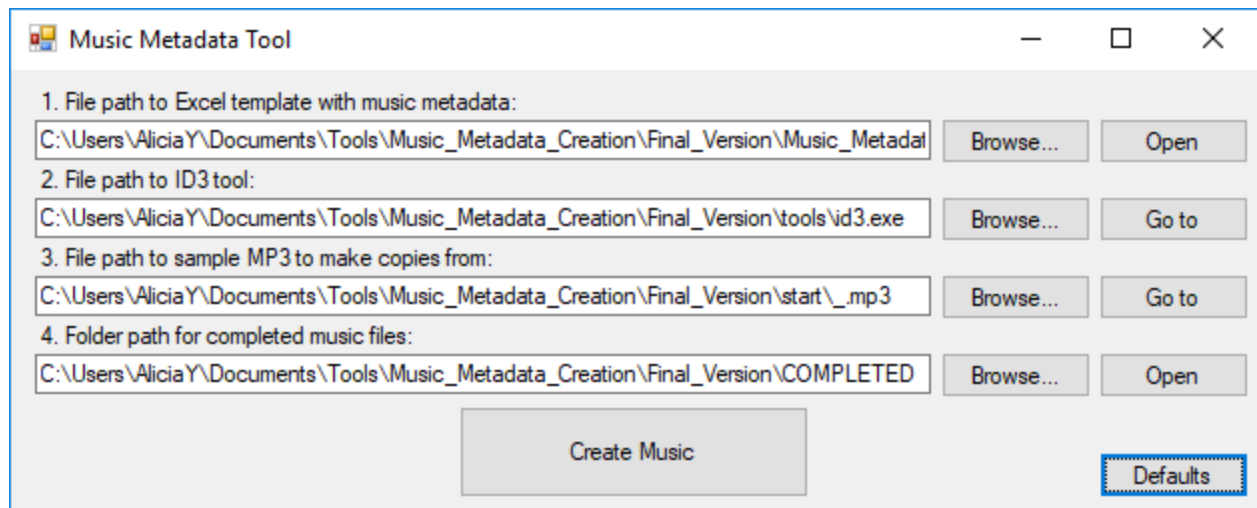 Music Metadata Tool
1. File path to Excel template with music metadata:
C:\Users\AliciaY\Documents\Tools\Music_Metadata_Creation\Final_Version\Music_Metadat Browse... Open
2. File path to ID3 tool:
C:\Users\AliciaY\Documents\Tools\Music_Metadata_Creation\Final_Version\tools\id3.exe Browse... Go to
3. File path to sample MP3 to make copies from:
C:\Users\AliciaY\Documents\Tools\Music_Metadata_Creation\Final_Version\start\_.mp3 Browse... Go to
4. Folder path for completed music files:
C:\Users\AliciaY\Documents\Tools\Music_Metadata_Creation\Final_Version\COMPLETED Browse... Open
Create Music
Defaults